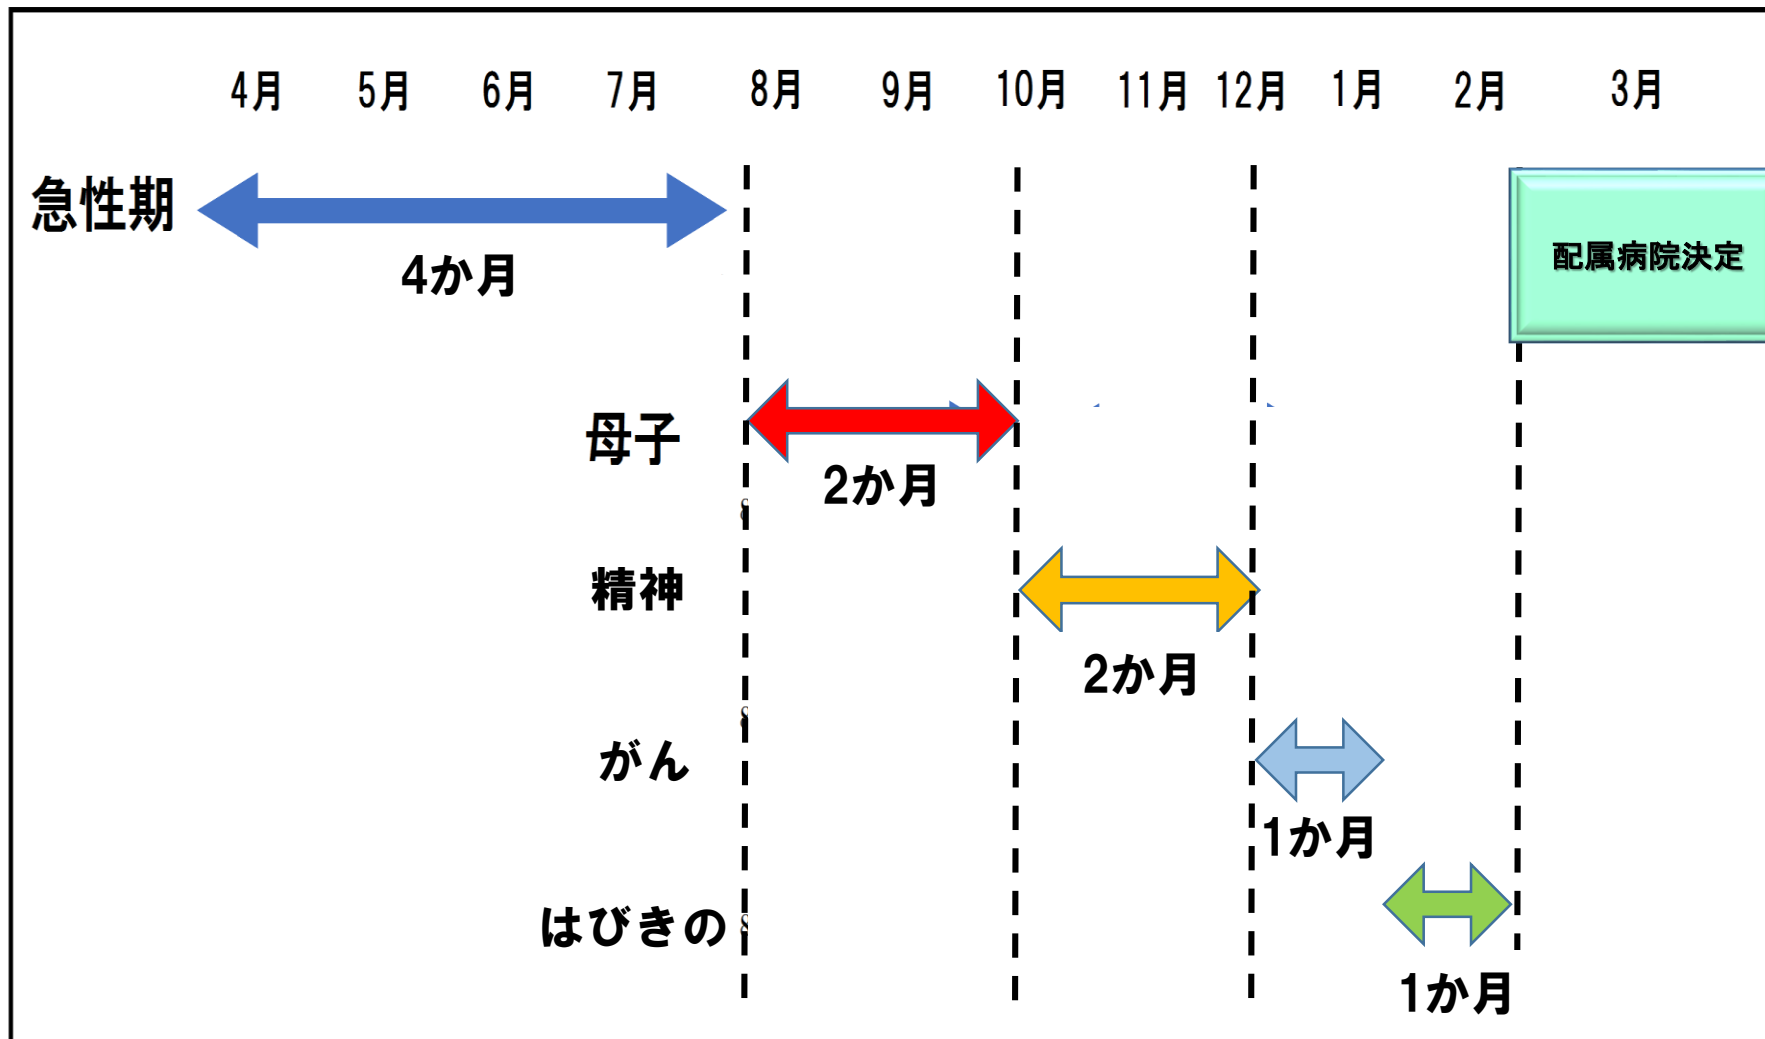 4月 5月 6月 7月 8月 9月 10月 11月 12月 1月 2月 3月
急性期
4か月
配属病院決定
母子
2か月
精神
2か月
がん
1か月
はびきの
1か月